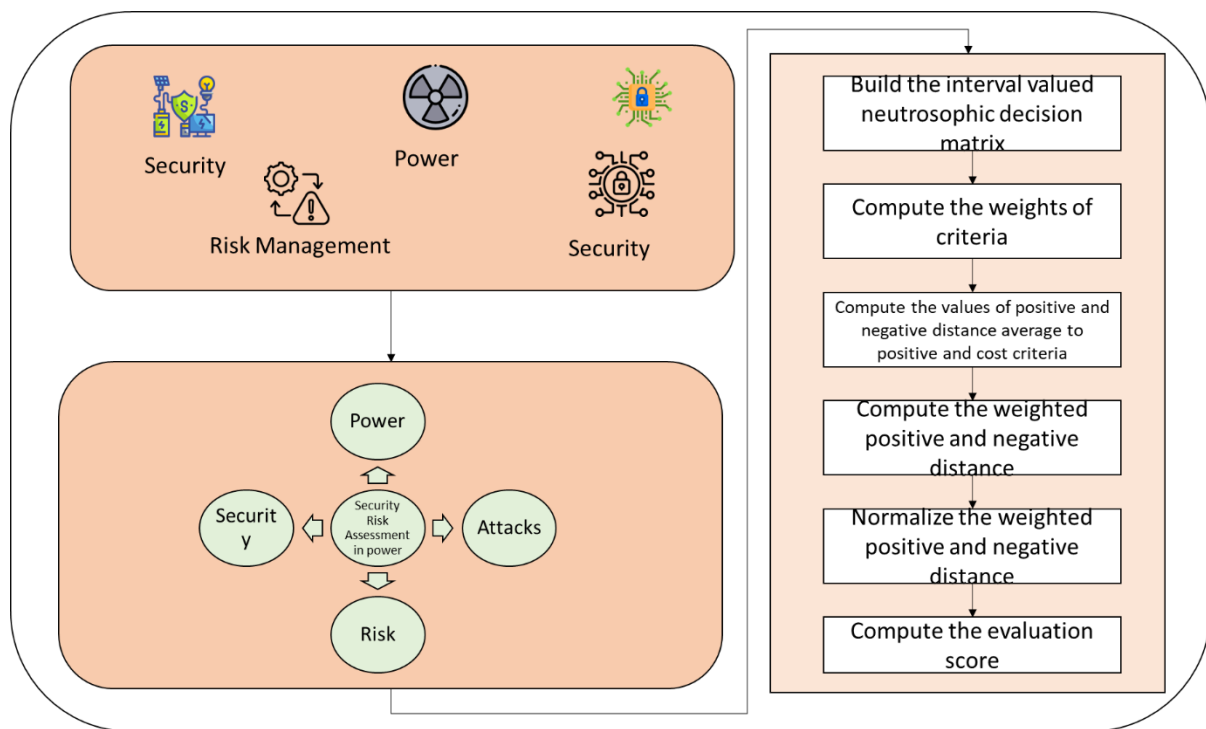 Security
Power
Risk Management
Security
Power
Securit
y
Security
Risk
Assessment
in power
Attacks
Risk
Build the interval valued
neutrosophic decision
matrix
Compute the weights of
criteria
Compute the values of positive and
negative distance average to
positive and cost criteria
Compute the weighted
positive and negative
distance
Normalize the weighted
positive and negative
distance
Compute the evaluation
score